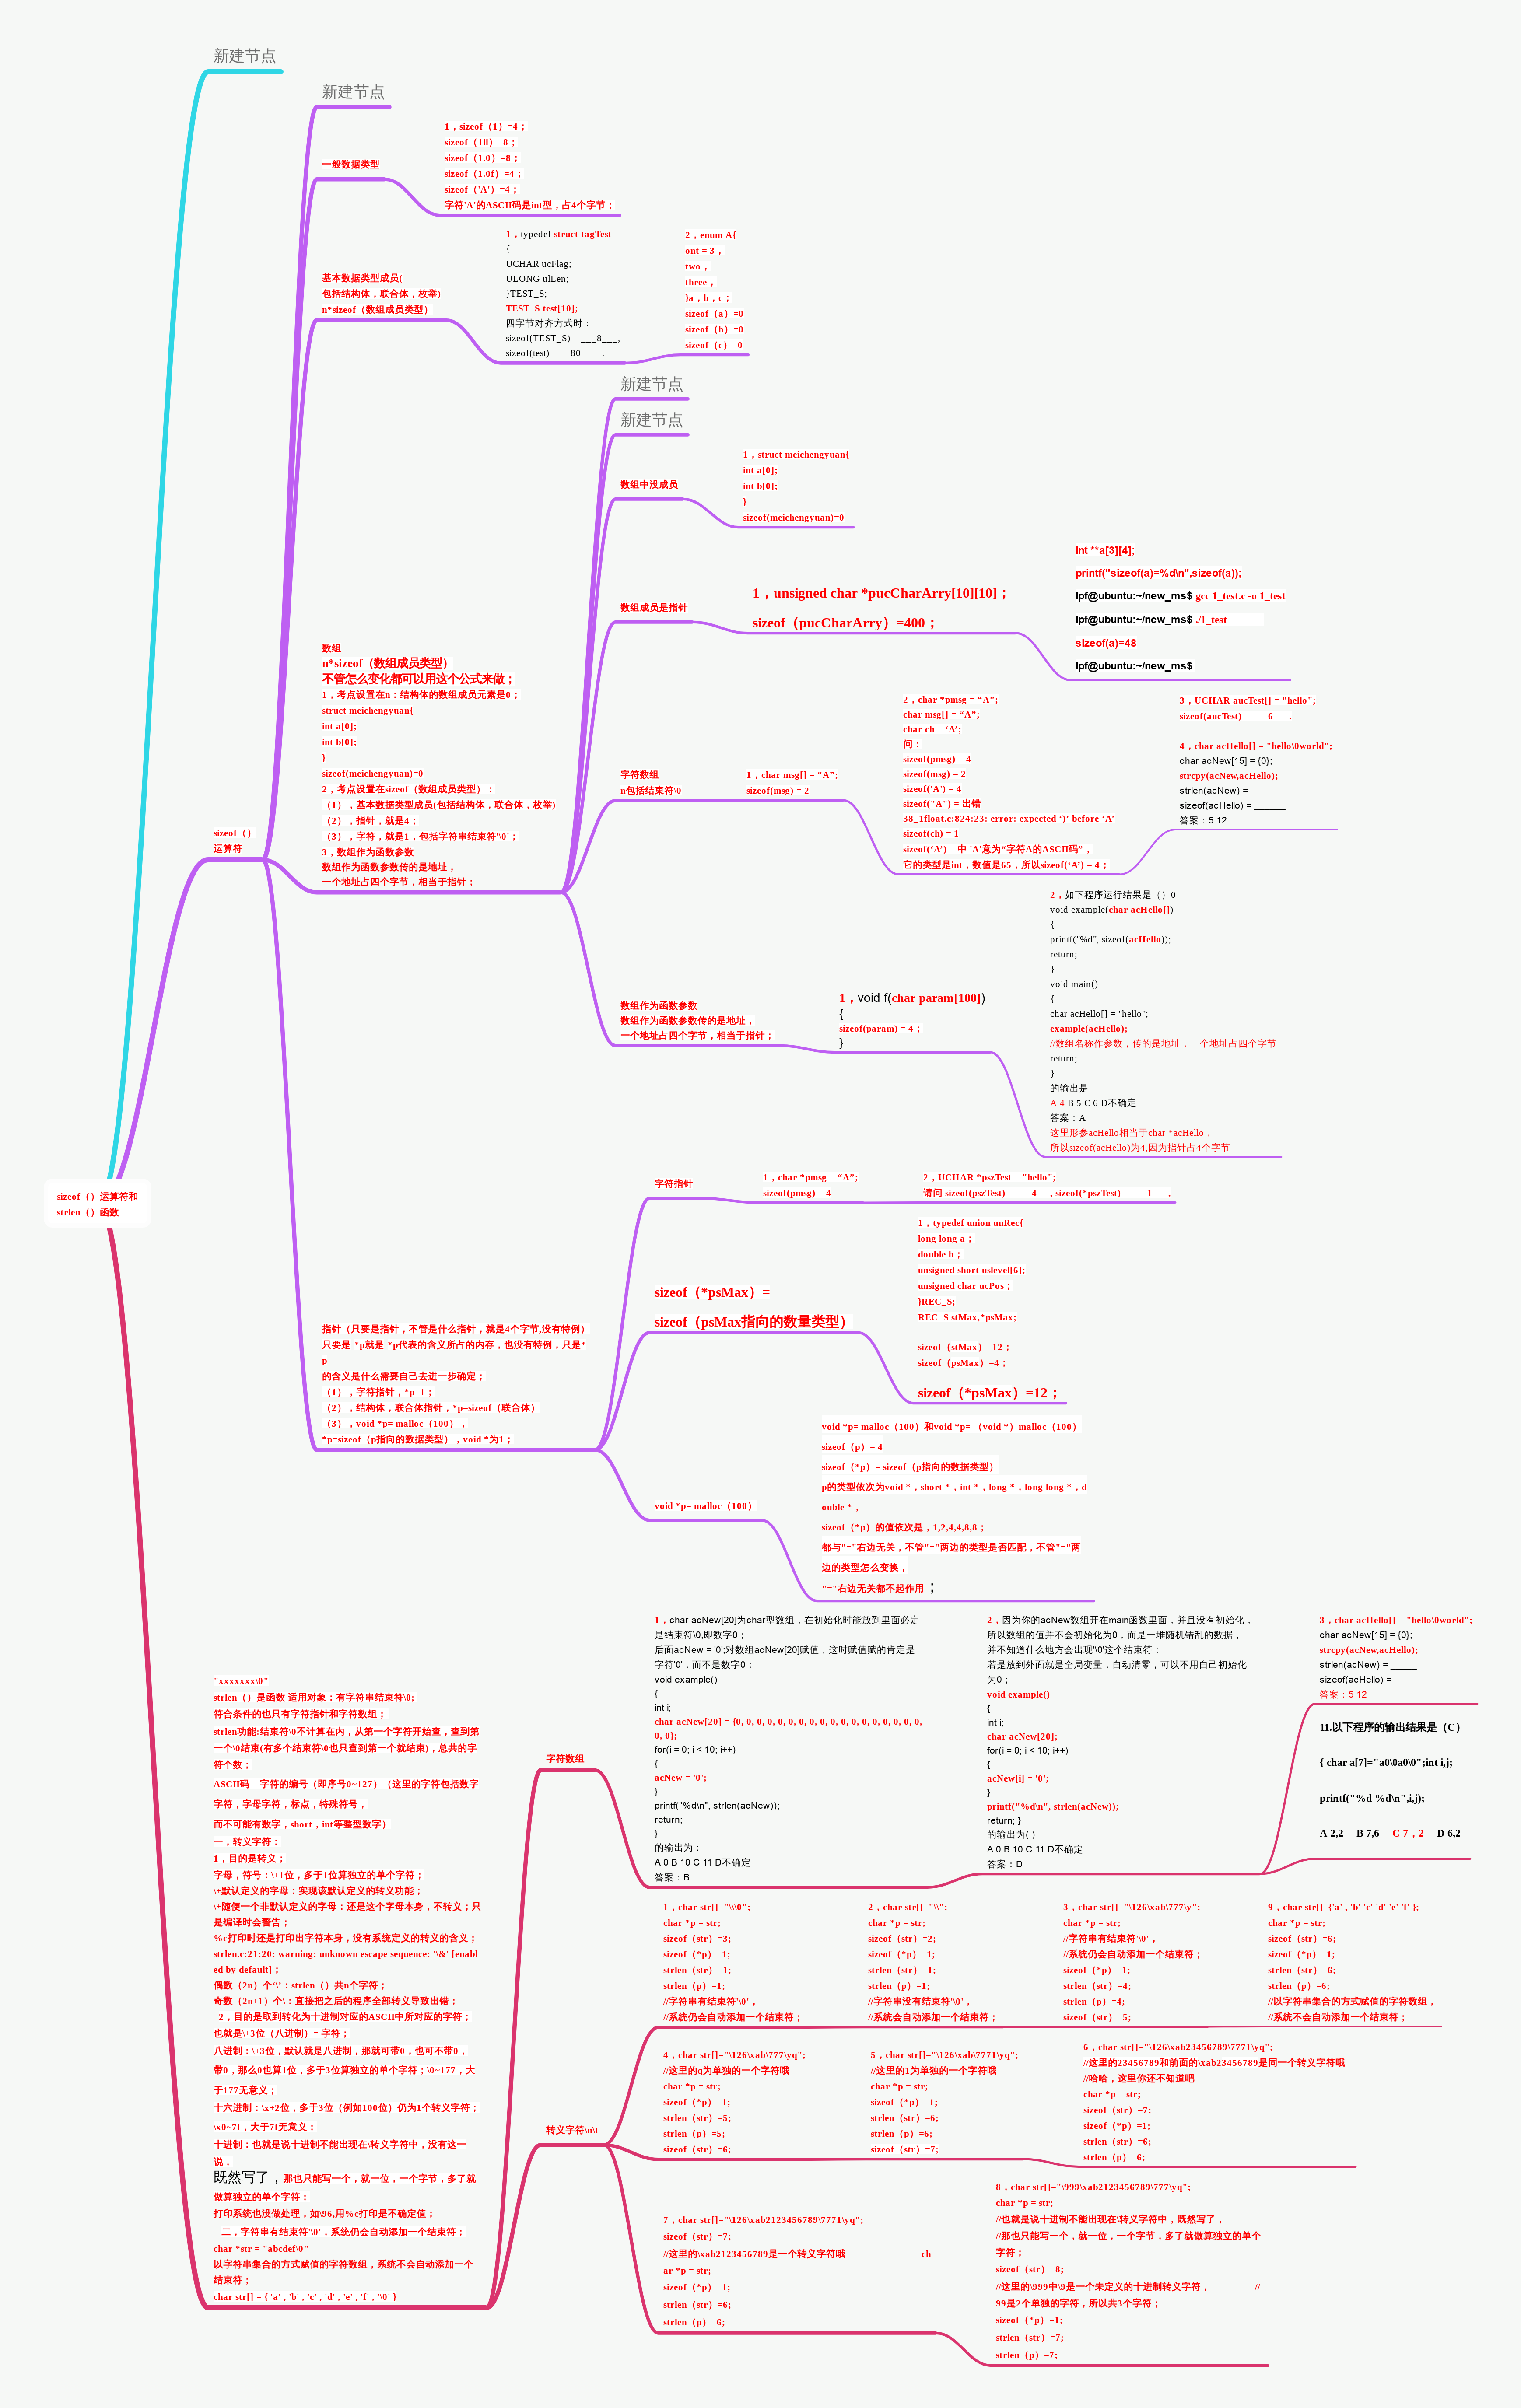 新建节点
新建节点
一般数据类型
1，sizeof（1）=4；
sizeof（1ll）=8；
sizeof（1.0）=8；
sizeof（1.0f）=4；
sizeof（'A'）=4；
字符'A'的ASCII码是int型，占4个字节；
基本数据类型成员(
包括结构体，联合体，枚举)
n*sizeof（数组成员类型）
1，typedef struct tagTest
{
UCHAR ucFlag;
ULONG ulLen;
}TEST_S;
TEST_S test[10];
四字节对齐方式时：
sizeof(TEST_S) = ___8___,
sizeof(test)____80____.
2，enum A{
ont = 3，
two，
three，
}a，b，c；
sizeof（a）=0
sizeof（b）=0
sizeof（c）=0
新建节点
新建节点
数组中没成员
1，struct meichengyuan{
int a[0];
int b[0];
}
sizeof(meichengyuan)=0
数组成员是指针
1，unsigned char *pucCharArry[10][10]；
sizeof（pucCharArry）=400；
int **a[3][4];
printf("sizeof(a)=%d\n",sizeof(a));
lpf@ubuntu:~/new_ms$ gcc 1_test.c -o 1_test
lpf@ubuntu:~/new_ms$ ./1_test
sizeof(a)=48
lpf@ubuntu:~/new_ms$
数组
n*sizeof（数组成员类型）
不管怎么变化都可以用这个公式来做；
1，考点设置在n：结构体的数组成员元素是0；
struct meichengyuan{
int a[0];
int b[0];
}
sizeof(meichengyuan)=0
2，考点设置在sizeof（数组成员类型）：
（1），基本数据类型成员(包括结构体，联合体，枚举)
（2），指针，就是4；
（3），字符，就是1，包括字符串结束符'\0'；
3，数组作为函数参数
数组作为函数参数传的是地址，
一个地址占四个字节，相当于指针；
字符数组
n包括结束符\0
1，char msg[] = “A”;
sizeof(msg) = 2
2，char *pmsg = “A”;
char msg[] = “A”;
char ch = ‘A’;
问：
sizeof(pmsg) = 4
sizeof(msg) = 2
sizeof('A') = 4
sizeof("A") = 出错
38_1float.c:824:23: error: expected ‘)’ before ‘A’
sizeof(ch) = 1
sizeof(‘A’) = 中 'A'意为“字符A的ASCII码”，
它的类型是int，数值是65，所以sizeof(‘A’) = 4；
3，UCHAR aucTest[] = "hello";
sizeof(aucTest) = ___6___.
4，char acHello[] = "hello\0world";
char acNew[15] = {0};
strcpy(acNew,acHello);
strlen(acNew) = _____
sizeof(acHello) = ______
答案：5 12
sizeof（）
运算符
数组作为函数参数
数组作为函数参数传的是地址，
一个地址占四个字节，相当于指针；
1，void f(char param[100])
{
sizeof(param) = 4；
}
2，如下程序运行结果是（）0
void example(char acHello[])
{
printf("%d", sizeof(acHello));
return;
}
void main()
{
char acHello[] = "hello";
example(acHello);
//数组名称作参数，传的是地址，一个地址占四个字节
return;
}
的输出是
A 4 B 5 C 6 D不确定
答案：A
这里形参acHello相当于char *acHello，
所以sizeof(acHello)为4,因为指针占4个字节
sizeof（）运算符和
strlen（）函数
字符指针
1，char *pmsg = “A”;
sizeof(pmsg) = 4
2，UCHAR *pszTest = "hello";
请问 sizeof(pszTest) = ___4__ , sizeof(*pszTest) = ___1___,
sizeof（*psMax）=
sizeof（psMax指向的数量类型）
1，typedef union unRec{
long long a；
double b；
unsigned short uslevel[6];
unsigned char ucPos；
}REC_S;
REC_S stMax,*psMax;
sizeof（stMax）=12；
sizeof（psMax）=4；
sizeof（*psMax）=12；
指针（只要是指针，不管是什么指针，就是4个字节,没有特例）
只要是 *p就是 *p代表的含义所占的内存，也没有特例，只是*
p
的含义是什么需要自己去进一步确定；
（1），字符指针，*p=1；
（2），结构体，联合体指针，*p=sizeof（联合体）
（3），void *p= malloc（100），
*p=sizeof（p指向的数据类型），void *为1；
void *p= malloc（100）
void *p= malloc（100）和void *p= （void *）malloc（100）
sizeof（p）= 4
sizeof（*p）= sizeof（p指向的数据类型）
p的类型依次为void *，short *，int *，long *，long long *，d
ouble *，
sizeof（*p）的值依次是，1,2,4,4,8,8；
都与"="右边无关，不管"="两边的类型是否匹配，不管"="两
边的类型怎么变换，
"="右边无关都不起作用；
"xxxxxxx\0"
strlen（）是函数 适用对象：有字符串结束符\0;
符合条件的也只有字符指针和字符数组；
strlen功能:结束符\0不计算在内，从第一个字符开始查，查到第
一个\0结束(有多个结束符\0也只查到第一个就结束)，总共的字
符个数；
ASCII码 = 字符的编号（即序号0~127）（这里的字符包括数字
字符，字母字符，标点，特殊符号，
而不可能有数字，short，int等整型数字）
一，转义字符：
1，目的是转义；
字母，符号：\+1位，多于1位算独立的单个字符；
\+默认定义的字母：实现该默认定义的转义功能；
\+随便一个非默认定义的字母：还是这个字母本身，不转义；只
是编译时会警告；
%c打印时还是打印出字符本身，没有系统定义的转义的含义；
strlen.c:21:20: warning: unknown escape sequence: '\&' [enabl
ed by default]；
偶数（2n）个‘\’：strlen（）共n个字符；
奇数（2n+1）个\：直接把之后的程序全部转义导致出错；
2，目的是取到转化为十进制对应的ASCII中所对应的字符；
也就是\+3位（八进制）= 字符；
八进制：\+3位，默认就是八进制，那就可带0，也可不带0，
带0，那么0也算1位，多于3位算独立的单个字符；\0~177，大
于177无意义；
十六进制：\x+2位，多于3位（例如100位）仍为1个转义字符；
\x0~7f，大于7f无意义；
十进制：也就是说十进制不能出现在\转义字符中，没有这一
说，
既然写了，那也只能写一个，就一位，一个字节，多了就
做算独立的单个字符；
打印系统也没做处理，如\96,用%c打印是不确定值；
二，字符串有结束符'\0'，系统仍会自动添加一个结束符；
char *str = "abcdef\0"
以字符串集合的方式赋值的字符数组，系统不会自动添加一个
结束符；
char str[] = { 'a' , 'b' , 'c' , 'd' , 'e' , 'f' , '\0' }
字符数组
1，char acNew[20]为char型数组，在初始化时能放到里面必定
是结束符\0,即数字0；
后面acNew = '0';对数组acNew[20]赋值，这时赋值赋的肯定是
字符'0'，而不是数字0；
void example()
{
int i;
char acNew[20] = {0, 0, 0, 0, 0, 0, 0, 0, 0, 0, 0, 0, 0, 0, 0, 0, 0, 0,
0, 0};
for(i = 0; i < 10; i++)
{
acNew = '0';
}
printf("%d\n", strlen(acNew));
return;
}
的输出为：
A 0 B 10 C 11 D不确定
答案：B
2，因为你的acNew数组开在main函数里面，并且没有初始化，
所以数组的值并不会初始化为0，而是一堆随机错乱的数据，
并不知道什么地方会出现'\0'这个结束符；
若是放到外面就是全局变量，自动清零，可以不用自己初始化
为0；
void example()
{
int i;
char acNew[20];
for(i = 0; i < 10; i++)
{
acNew[i] = '0';
}
printf("%d\n", strlen(acNew));
return; }
的输出为( )
A 0 B 10 C 11 D不确定
答案：D
3，char acHello[] = "hello\0world";
char acNew[15] = {0};
strcpy(acNew,acHello);
strlen(acNew) = _____
sizeof(acHello) = ______
答案：5 12
11.以下程序的输出结果是（C）
{ char a[7]="a0\0a0\0";int i,j;
printf("%d %d\n",i,j);
A 2,2 B 7,6 C 7，2 D 6,2
转义字符\n\t
1，char str[]="\\\0";
char *p = str;
sizeof（str）=3;
sizeof（*p）=1;
strlen（str）=1;
strlen（p）=1;
//字符串有结束符'\0'，
//系统仍会自动添加一个结束符；
2，char str[]="\\";
char *p = str;
sizeof（str）=2;
sizeof（*p）=1;
strlen（str）=1;
strlen（p）=1;
//字符串没有结束符'\0'，
//系统会自动添加一个结束符；
3，char str[]="\126\xab\777\y";
char *p = str;
//字符串有结束符'\0'，
//系统仍会自动添加一个结束符；
sizeof（*p）=1;
strlen（str）=4;
strlen（p）=4;
sizeof（str）=5;
9，char str[]={'a' , 'b' 'c' 'd' 'e' 'f' };
char *p = str;
sizeof（str）=6;
sizeof（*p）=1;
strlen（str）=6;
strlen（p）=6;
//以字符串集合的方式赋值的字符数组，
//系统不会自动添加一个结束符；
4，char str[]="\126\xab\777\yq";
//这里的q为单独的一个字符哦
char *p = str;
sizeof（*p）=1;
strlen（str）=5;
strlen（p）=5;
sizeof（str）=6;
5，char str[]="\126\xab\7771\yq";
//这里的1为单独的一个字符哦
char *p = str;
sizeof（*p）=1;
strlen（str）=6;
strlen（p）=6;
sizeof（str）=7;
6，char str[]="\126\xab23456789\7771\yq";
//这里的23456789和前面的\xab23456789是同一个转义字符哦
//哈哈，这里你还不知道吧
char *p = str;
sizeof（str）=7;
sizeof（*p）=1;
strlen（str）=6;
strlen（p）=6;
7，char str[]="\126\xab2123456789\7771\yq";
sizeof（str）=7;
//这里的\xab2123456789是一个转义字符哦 ch
ar *p = str;
sizeof（*p）=1;
strlen（str）=6;
strlen（p）=6;
8，char str[]="\999\xab2123456789\777\yq";
char *p = str;
//也就是说十进制不能出现在\转义字符中，既然写了，
//那也只能写一个，就一位，一个字节，多了就做算独立的单个
字符；
sizeof（str）=8;
//这里的\999中\9是一个未定义的十进制转义字符， //
99是2个单独的字符，所以共3个字符；
sizeof（*p）=1;
strlen（str）=7;
strlen（p）=7;